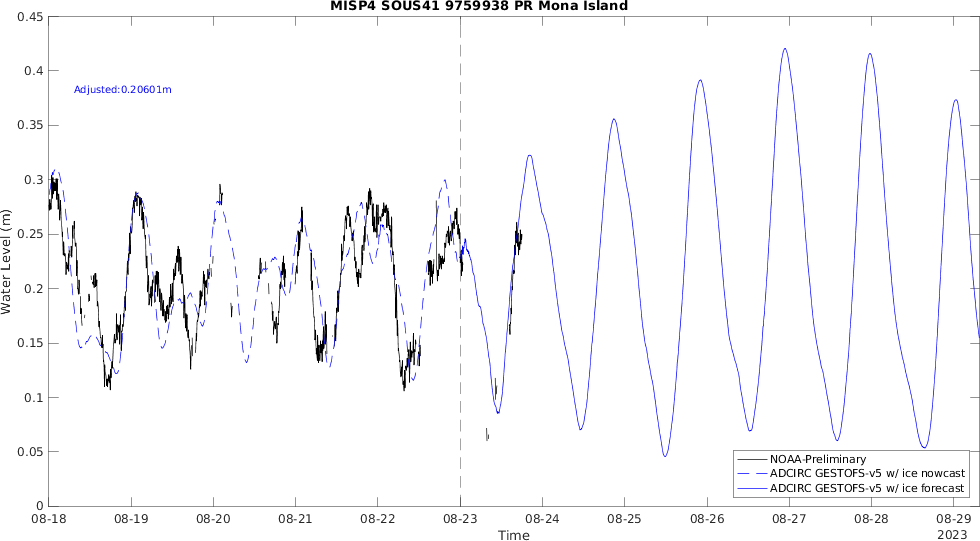 MISP4 SOUS41 9759938 PR Mona Island
0.45
0.4
0.35
0.3
0.25
0.2
0.15
0.1
0.05
0
Water Level (m)
Adjusted:0.20601m
NOAA-Preliminary
ADCIRC GESTOFS-v5 w/ ice nowcast
ADCIRC GESTOFS-v5 w/ ice forecast
08-18 08-19 08-20 08-21 08-22 08-23 08-24 08-25 08-26 08-27 08-28 08-29
Time
2023